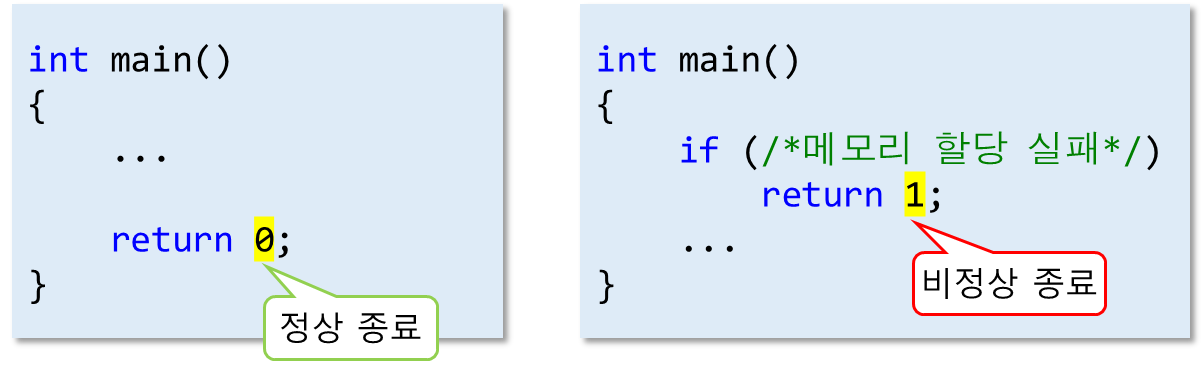 int main()
{
...
return 0;
}
정상 종료
int main()
{
if (/*메모리 할당 실패*/)
return 1;
...
}
비정상 종료